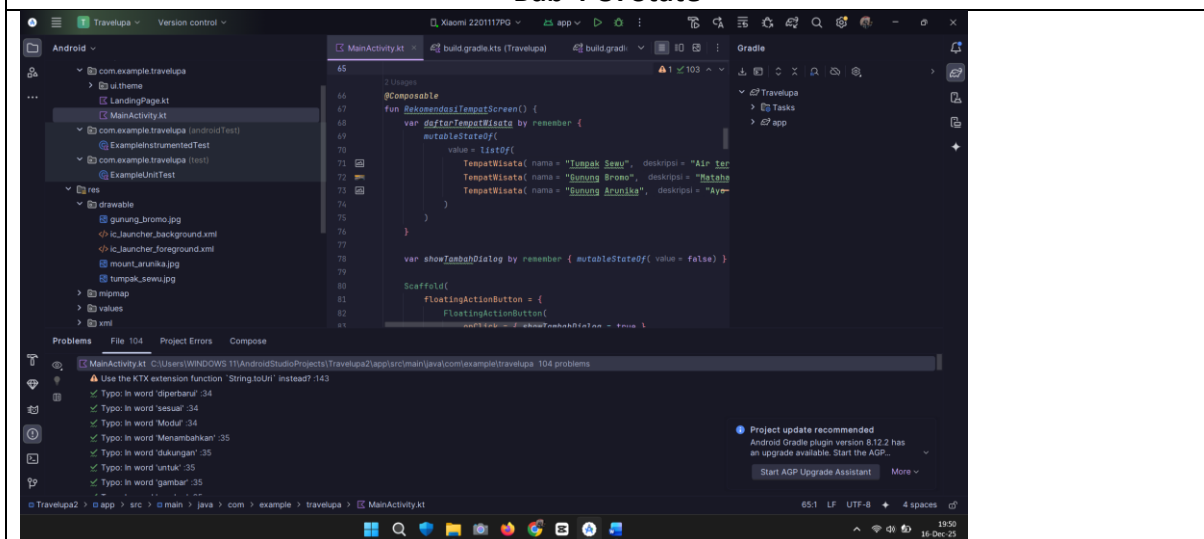 Travelupa Version control Xiaomi 2201117PG app
Android
MainActivity.kt build.gradle.kts (Travelupa)
Gradle
com.example.travelupa
ui.theme
LandingPage.kt
MainActivity.kt
com.example.travelupa (androidTest)
ExampleInstrumentedTest
com.example.travelupa (test)
ExampleUnitTest
res
drawable
gunung_bromo.jpg
ic_launcher_background.xml
ic_launcher_foreground.xml
mount_arunika.jpg
tumpak_sewu.jpg
mipmap
values
xml
65
1 103
2 Usages
66 @Composable
67 fun RekomendasiTempatScreen() {
68 var daftarTempatWisata by remember {
69 mutableStateOf(
70 value = listOf(
71 TempatWisata( nama = "Tumpak Sewu", deskripsi = "Air ter
72 TempatWisata( nama = "Gunung Bromo", deskripsi = "Mataha
73 TempatWisata( nama = "Gunung Arunika", deskripsi = "Aye
74 )
75 )
76 }
77
78 var showTambahDialog by remember { mutableStateOf( value = false) }
79
80 Scaffold(
81 floatingActionButton = {
82 FloatingActionButton(
onClick = { showTambahDialog = true }
Travelupa
Tasks
app
Problems File 104 Project Errors Compose
MainActivity.kt C:\Users\WINDOWS 11\AndroidStudioProjects\Travelupa2\app\src\main\java\com\example\travelupa 104 problems
Use the KTX extension function `String.toUri` instead? :143
Typo: In word 'diperbarui' :34
Typo: In word 'sesuai' :34
Typo: In word 'Modul' :34
Typo: In word 'Menambahkan' :35
Typo: In word 'dukungan' :35
Typo: In word 'untuk' :35
Typo: In word 'gambar' :35
Project update recommended
Android Gradle plugin version 8.12.2 has
an upgrade available. Start the AGP...
Start AGP Upgrade Assistant More
Travelupa2 > app > src > main > java > com > example > travelupa > MainActivity.kt
65:1 LF UTF-8 4 spaces
19:50
16-Dec-25